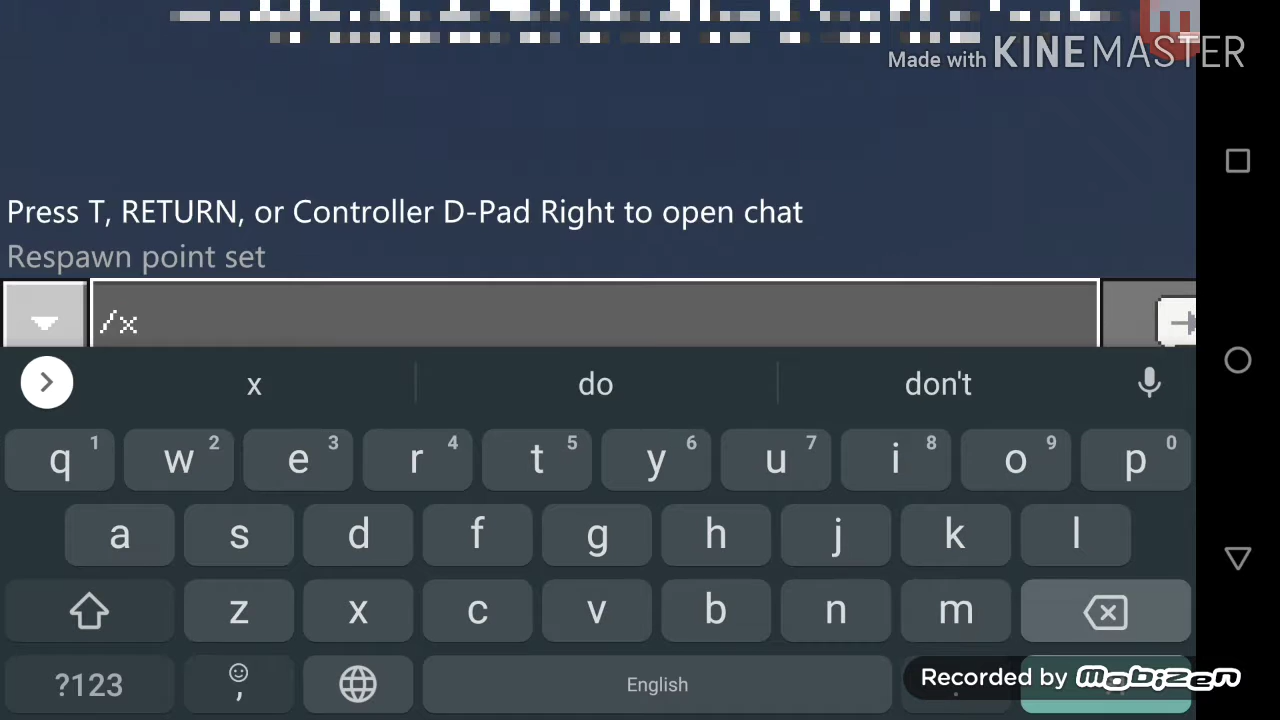 Made with KINEMASTER
Press T, RETURN, or Controller D-Pad Right to open chat
Respawn point set
/x
x do don't
q 1 w 2 e 3 r 4 t 5 y 6 u 7 i 8 o 9 p 0
a s d f g h j k l
z x c v b n m
?123 , English .
Recorded by mobizen